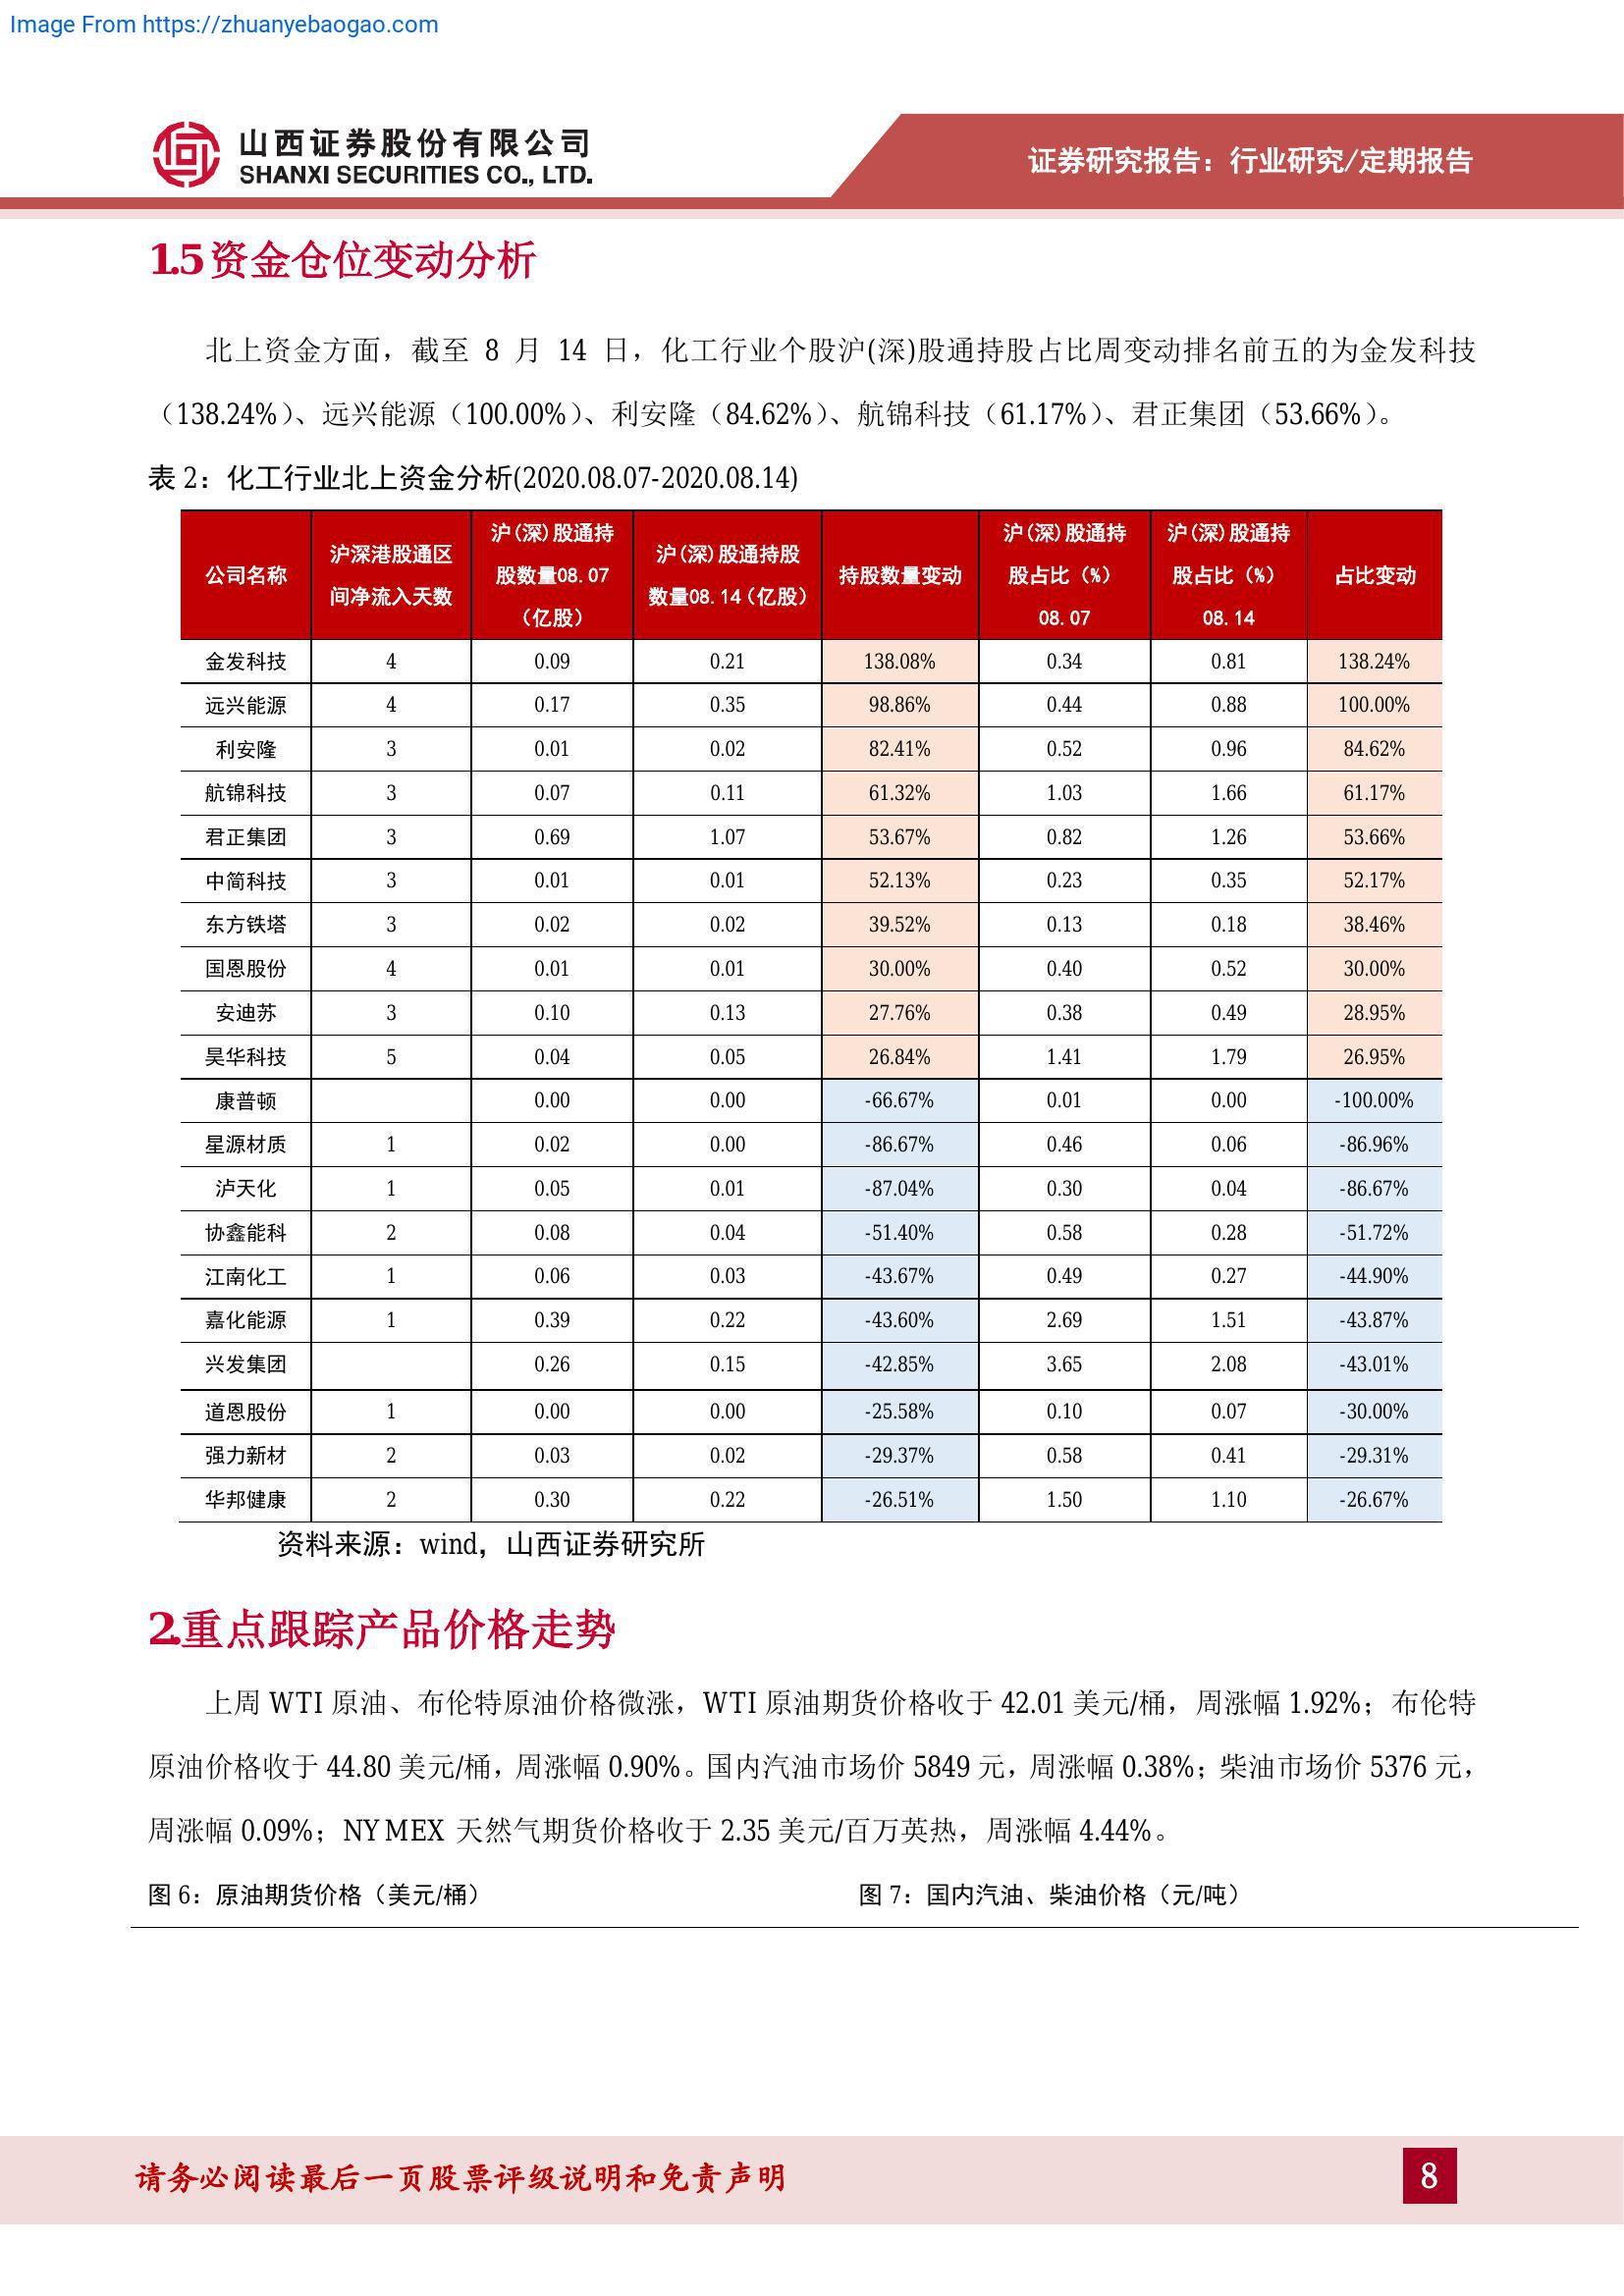 Image From https://zhuanyebaogao.com
山西证券股份有限公司
SHANXI SECURITIES CO., LTD.
证券研究报告：行业研究/定期报告
1.5 资金仓位变动分析
北上资金方面，截至 8 月 14 日，化工行业个股沪(深)股通持股占比周变动排名前五的为金发科技
（138.24%）、远兴能源（100.00%）、利安隆（84.62%）、航锦科技（61.17%）、君正集团（53.66%）。
表 2：化工行业北上资金分析(2020.08.07-2020.08.14)
公司名称 沪深港股通区间净流入天数 沪(深)股通持股数量08.07（亿股） 沪(深)股通持股数量08.14（亿股） 持股数量变动 沪(深)股通持股占比（%）08.07 沪(深)股通持股占比（%）08.14 占比变动
金发科技 4 0.09 0.21 138.08% 0.34 0.81 138.24%
远兴能源 4 0.17 0.35 98.86% 0.44 0.88 100.00%
利安隆 3 0.01 0.02 82.41% 0.52 0.96 84.62%
航锦科技 3 0.07 0.11 61.32% 1.03 1.66 61.17%
君正集团 3 0.69 1.07 53.67% 0.82 1.26 53.66%
中简科技 3 0.01 0.01 52.13% 0.23 0.35 52.17%
东方铁塔 3 0.02 0.02 39.52% 0.13 0.18 38.46%
国恩股份 4 0.01 0.01 30.00% 0.40 0.52 30.00%
安迪苏 3 0.10 0.13 27.76% 0.38 0.49 28.95%
昊华科技 5 0.04 0.05 26.84% 1.41 1.79 26.95%
康普顿 0.00 0.00 -66.67% 0.01 0.00 -100.00%
星源材质 1 0.02 0.00 -86.67% 0.46 0.06 -86.96%
泸天化 1 0.05 0.01 -87.04% 0.30 0.04 -86.67%
协鑫能科 2 0.08 0.04 -51.40% 0.58 0.28 -51.72%
江南化工 1 0.06 0.03 -43.67% 0.49 0.27 -44.90%
嘉化能源 1 0.39 0.22 -43.60% 2.69 1.51 -43.87%
兴发集团 0.26 0.15 -42.85% 3.65 2.08 -43.01%
道恩股份 1 0.00 0.00 -25.58% 0.10 0.07 -30.00%
强力新材 2 0.03 0.02 -29.37% 0.58 0.41 -29.31%
华邦健康 2 0.30 0.22 -26.51% 1.50 1.10 -26.67%
资料来源：wind，山西证券研究所
2.重点跟踪产品价格走势
上周 WTI 原油、布伦特原油价格微涨，WTI 原油期货价格收于 42.01 美元/桶，周涨幅 1.92%；布伦特
原油价格收于 44.80 美元/桶，周涨幅 0.90%。国内汽油市场价 5849 元，周涨幅 0.38%；柴油市场价 5376 元，
周涨幅 0.09%；NYMEX 天然气期货价格收于 2.35 美元/百万英热，周涨幅 4.44%。
图 6：原油期货价格（美元/桶） 图 7：国内汽油、柴油价格（元/吨）
请务必阅读最后一页股票评级说明和免责声明 8